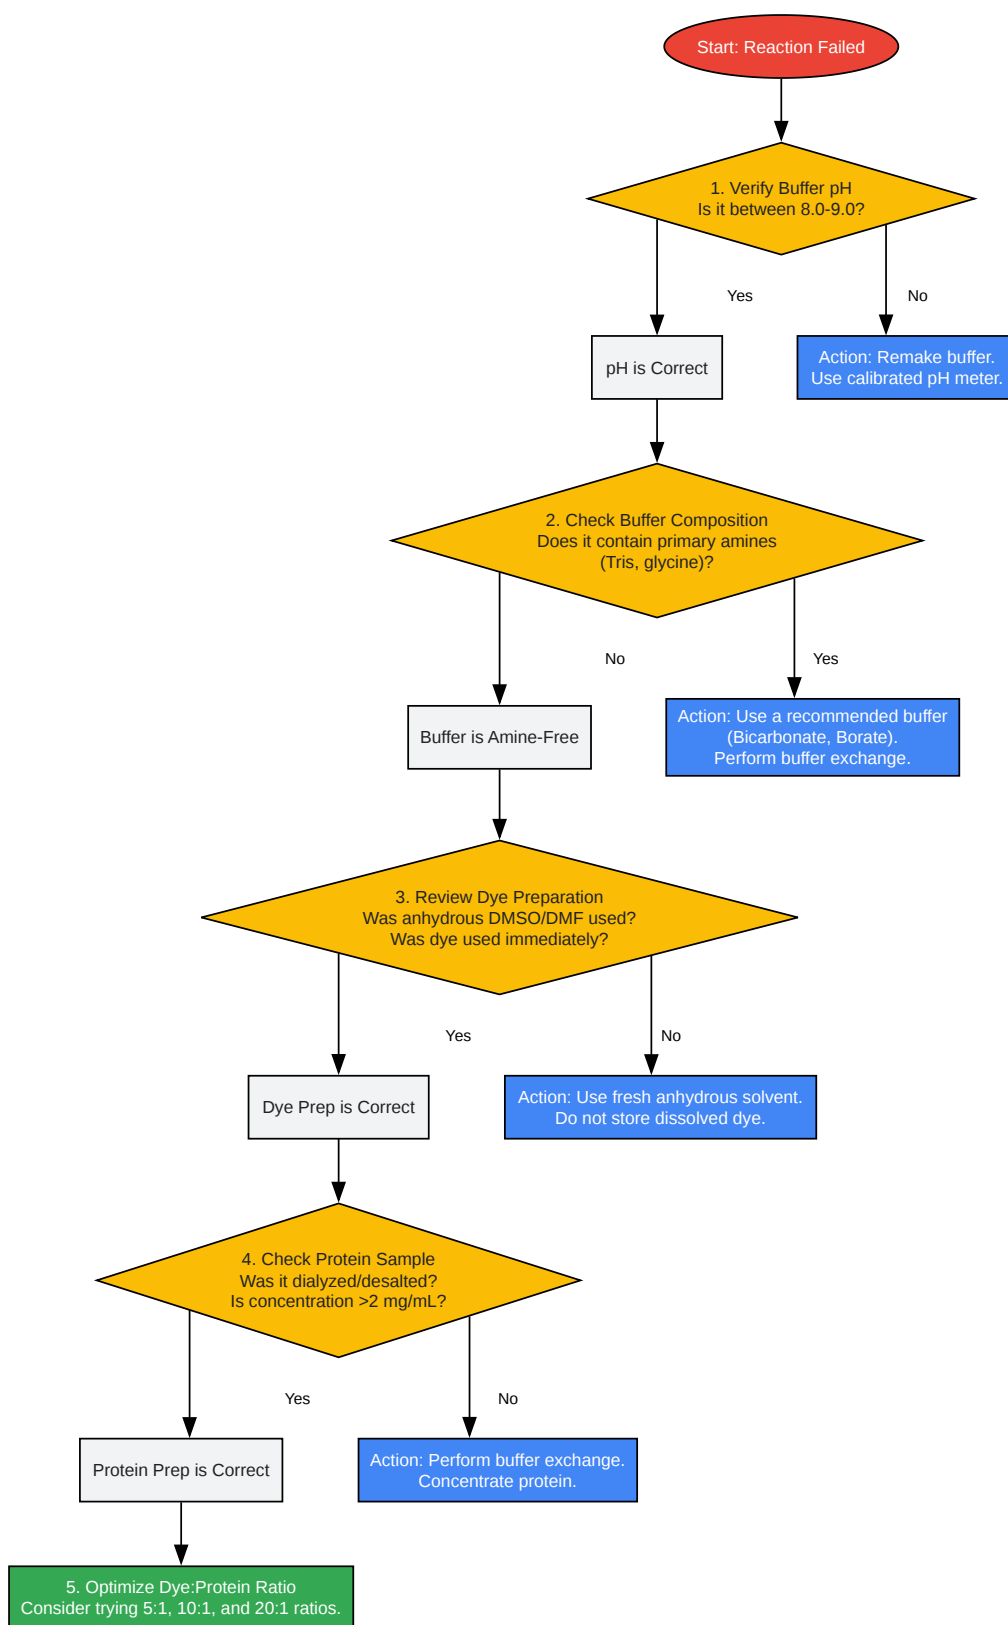 Start: Reaction Failed
1. Verify Buffer pH
Is it between 8.0-9.0?
Yes
No
pH is Correct
Action: Remake buffer.
Use calibrated pH meter.
2. Check Buffer Composition
Does it contain primary amines
(Tris, glycine)?
No
Yes
Buffer is Amine-Free
Action: Use a recommended buffer
(Bicarbonate, Borate).
Perform buffer exchange.
3. Review Dye Preparation
Was anhydrous DMSO/DMF used?
Was dye used immediately?
Yes
No
Dye Prep is Correct
Action: Use fresh anhydrous solvent.
Do not store dissolved dye.
4. Check Protein Sample
Was it dialyzed/desalted?
Is concentration >2 mg/mL?
Yes
No
Protein Prep is Correct
Action: Perform buffer exchange.
Concentrate protein.
5. Optimize Dye:Protein Ratio
Consider trying 5:1, 10:1, and 20:1 ratios.